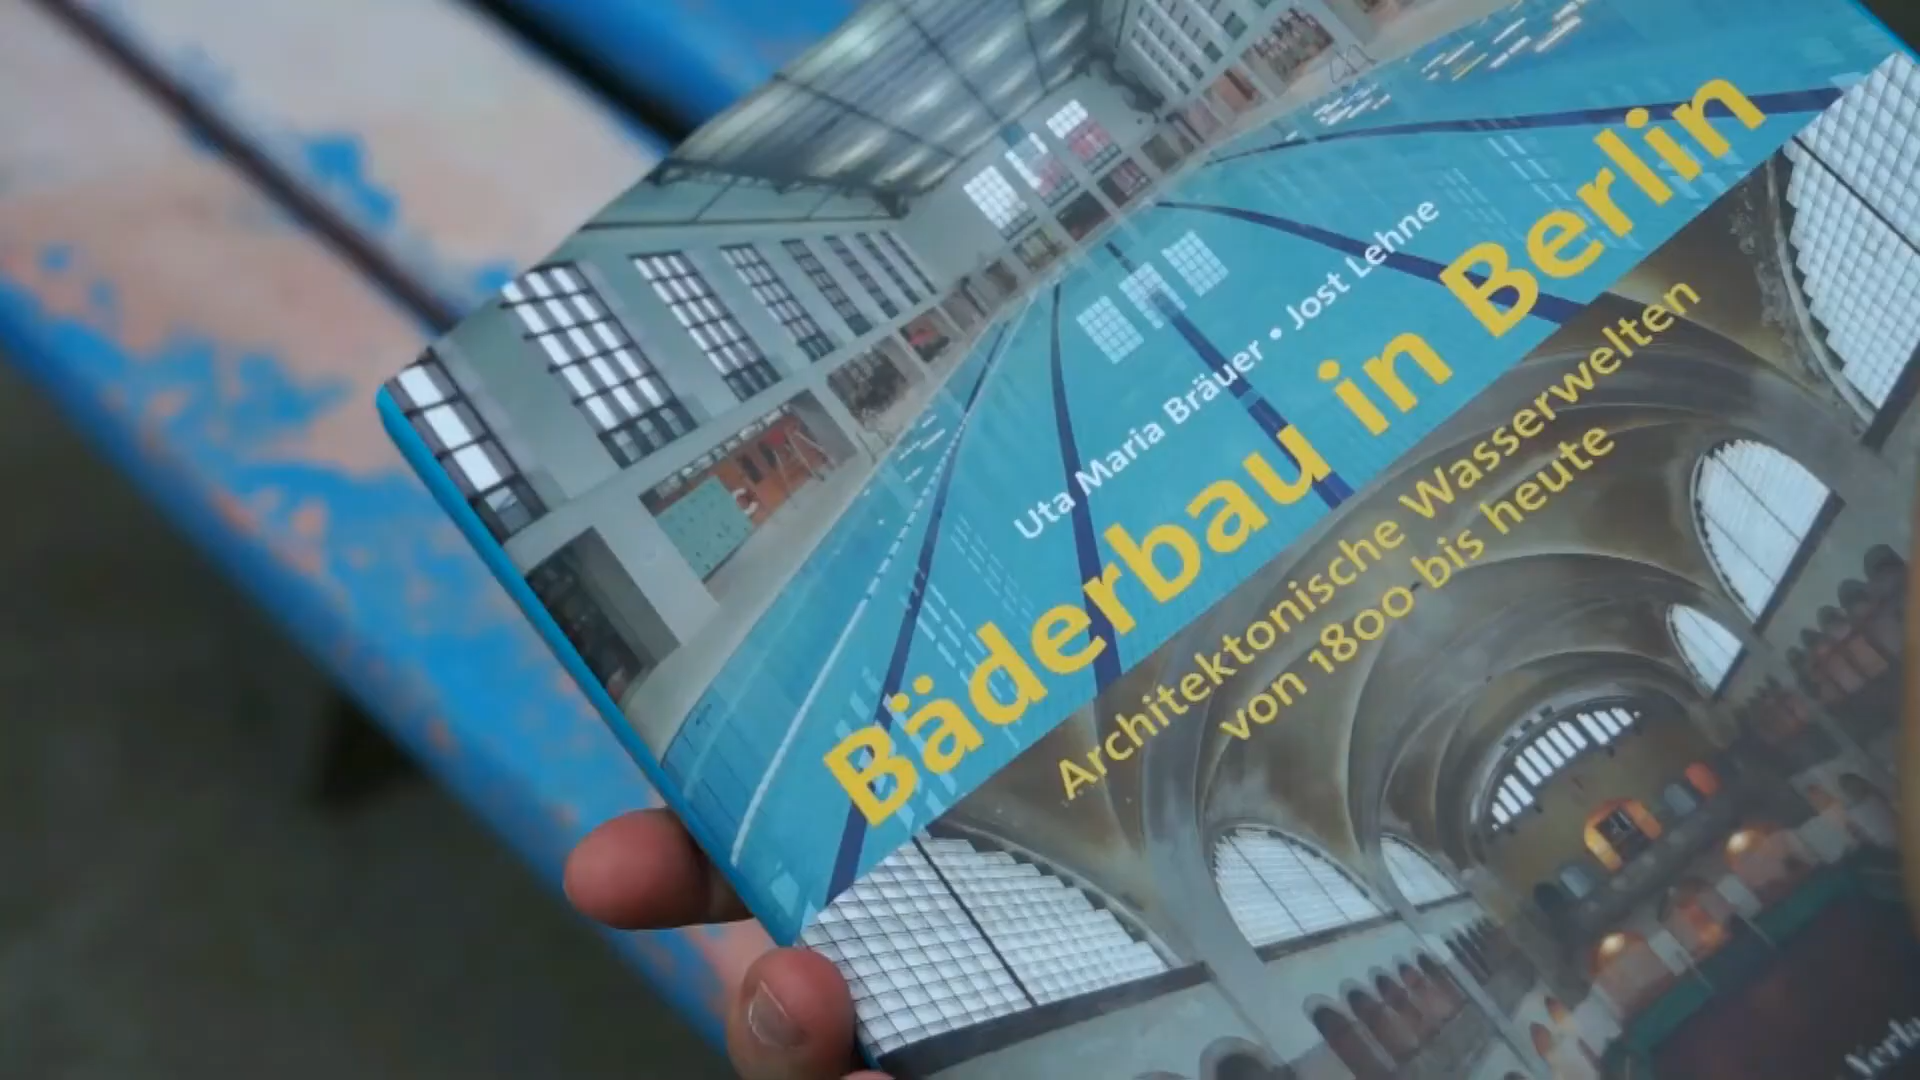 Uta Maria Bräuer • Jost Lehne
Bäderbau in Berlin
Architektonische Wasserwelten
von 1800 bis heute